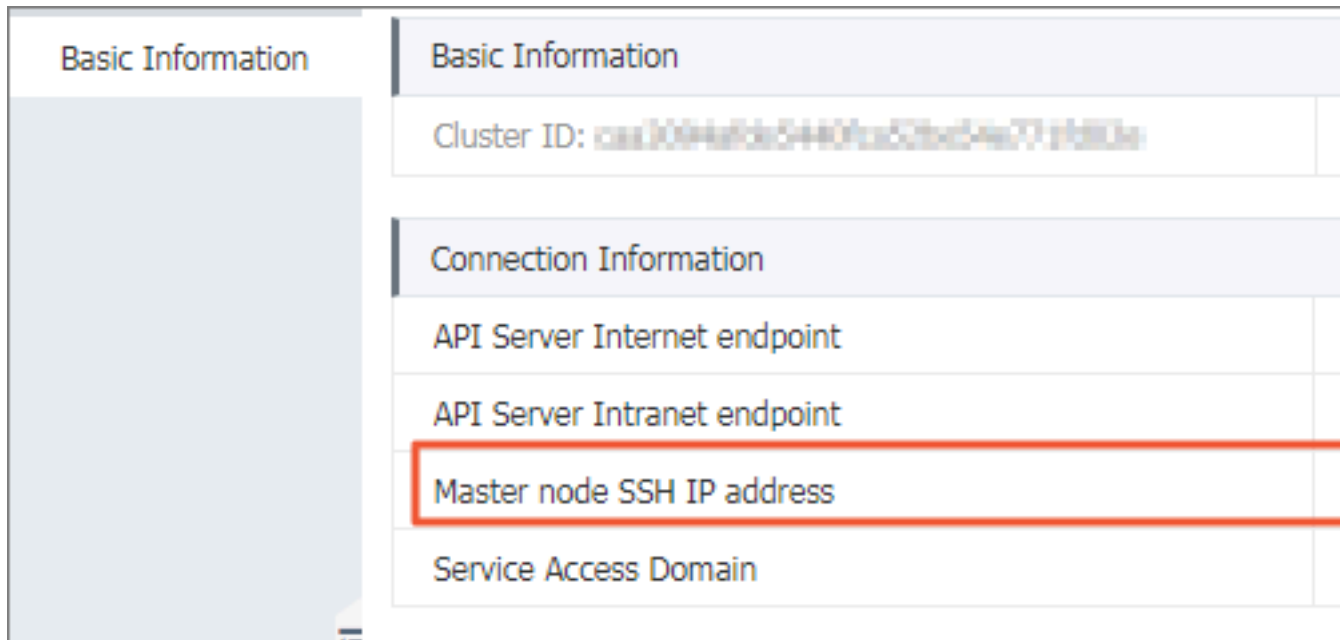 Basic Information
Basic Information
Cluster ID:
Connection Information
API Server Internet endpoint
API Server Intranet endpoint
Master node SSH IP address
Service Access Domain